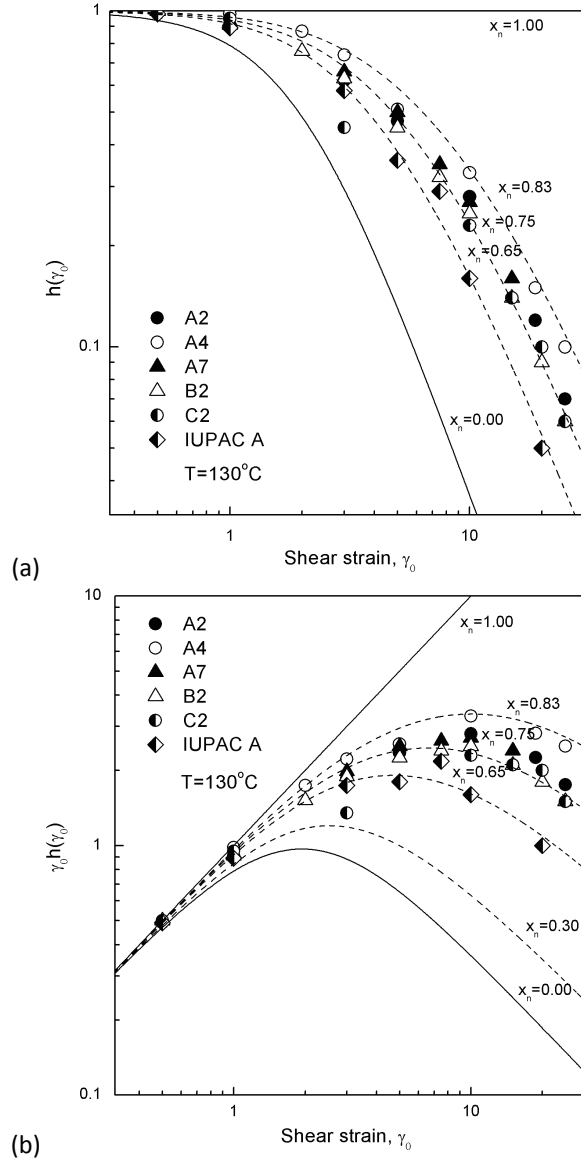 1
x_n=1.00
x_n=0.83
x_n=0.75
x_n=0.65
h(γ_0)
A2
A4
0.1
A7
B2
C2
x_n=0.00
IUPAC A
T=130°C
1
10
(a)
Shear strain, γ_0
10
A2
x_n=1.00
A4
A7
B2
C2
x_n=0.83
IUPAC A
x_n=0.75
T=130°C
x_n=0.65
γ_0h(γ_0)
1
x_n=0.30
x_n=0.00
0.1
1
10
(b)
Shear strain, γ_0